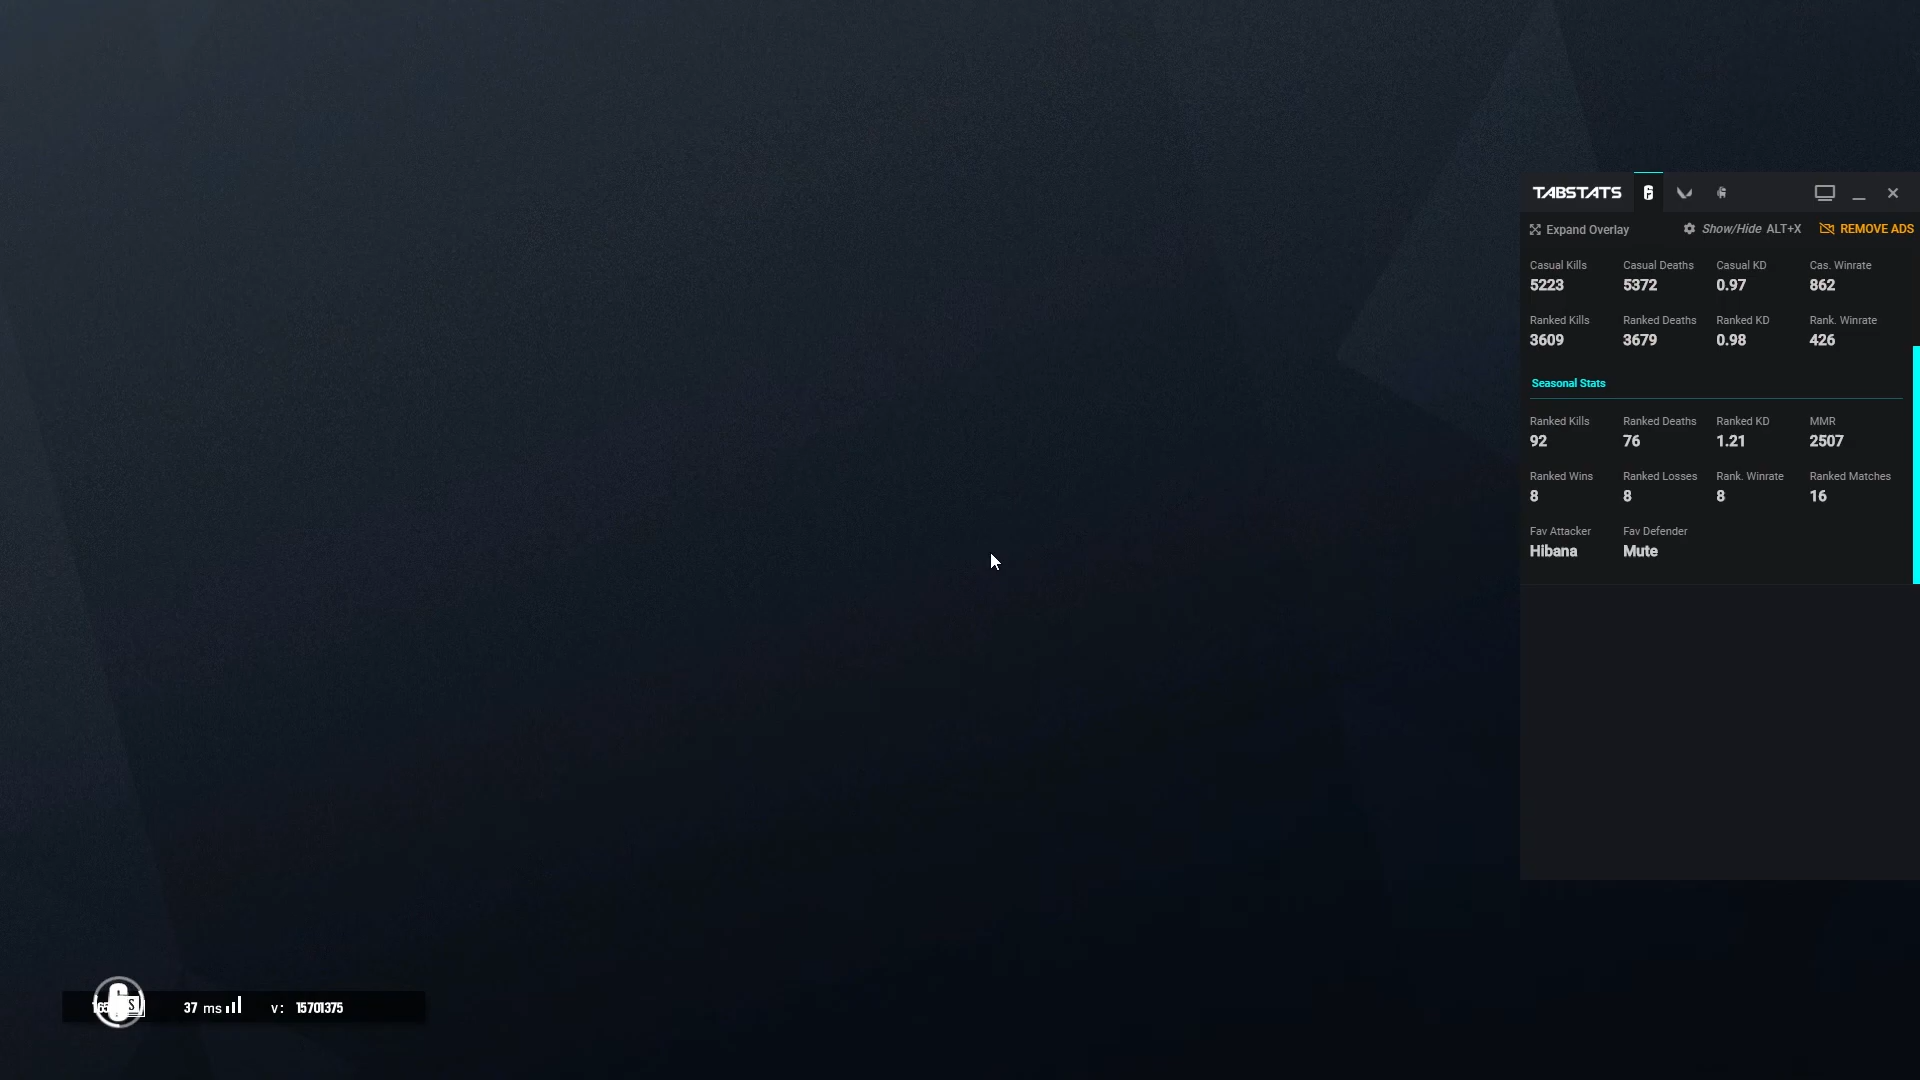 TABSTATS
Expand Overlay Show/Hide ALT+X REMOVE ADS
Casual Kills Casual Deaths Casual KD Cas. Winrate
5223 5372 0.97 862
Ranked Kills Ranked Deaths Ranked KD Rank. Winrate
3609 3679 0.98 426
Seasonal Stats
Ranked Kills Ranked Deaths Ranked KD MMR
92 76 1.21 2507
Ranked Wins Ranked Losses Rank. Winrate Ranked Matches
8 8 8 16
Fav Attacker Fav Defender
Hibana Mute
37 ms v: 15701375